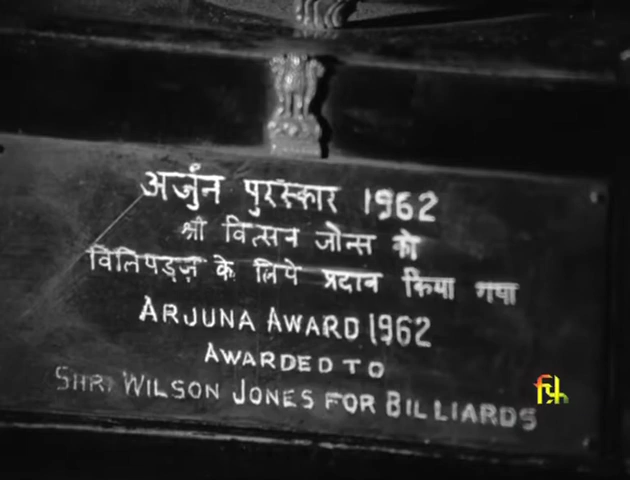 अर्जुन पुरस्कार 1962
श्री विल्सन जोन्स को
विलियर्ड्ज़ के लिये प्रदान किया गया
ARJUNA AWARD 1962
AWARDED TO
SHRI WILSON JONES FOR BILLIARDS